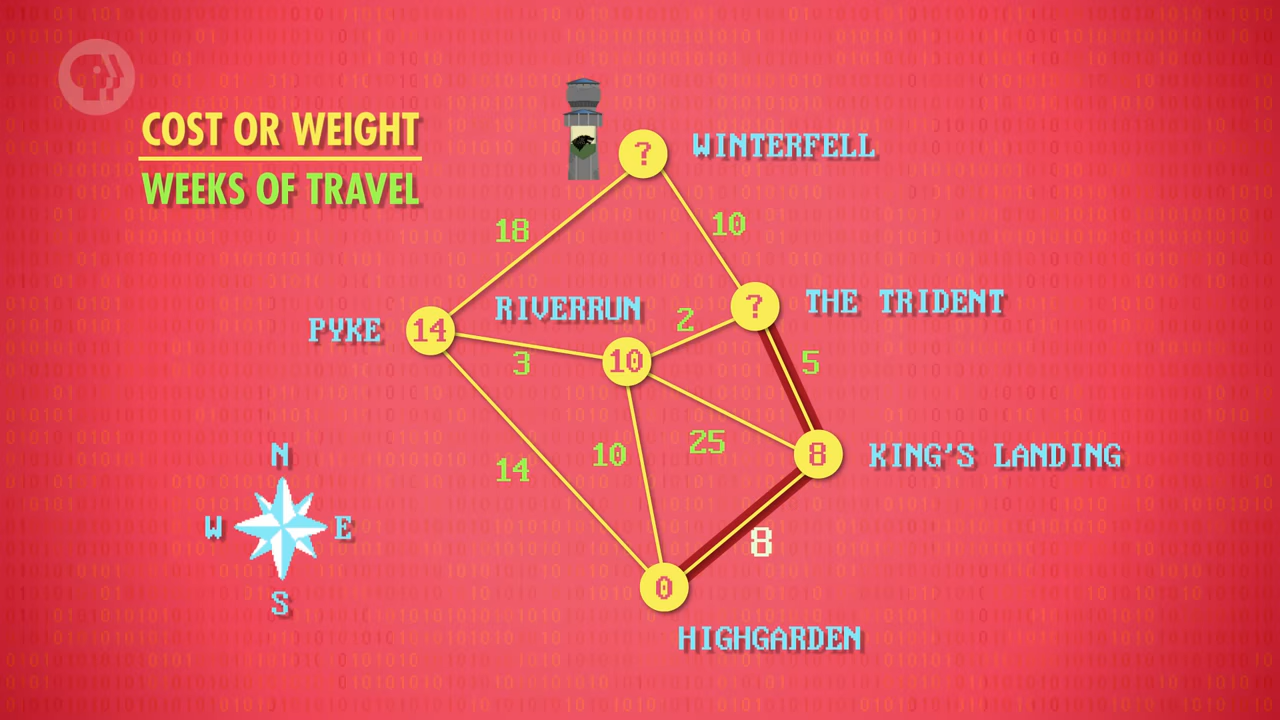 COST OR WEIGHT
WEEKS OF TRAVEL
? WINTERFELL
18
10
RIVERRUN
? THE TRIDENT
PYKE 14
2
3
10
5
14
10
25
8 KING'S LANDING
N
W E
S
8
0
HIGHGARDEN